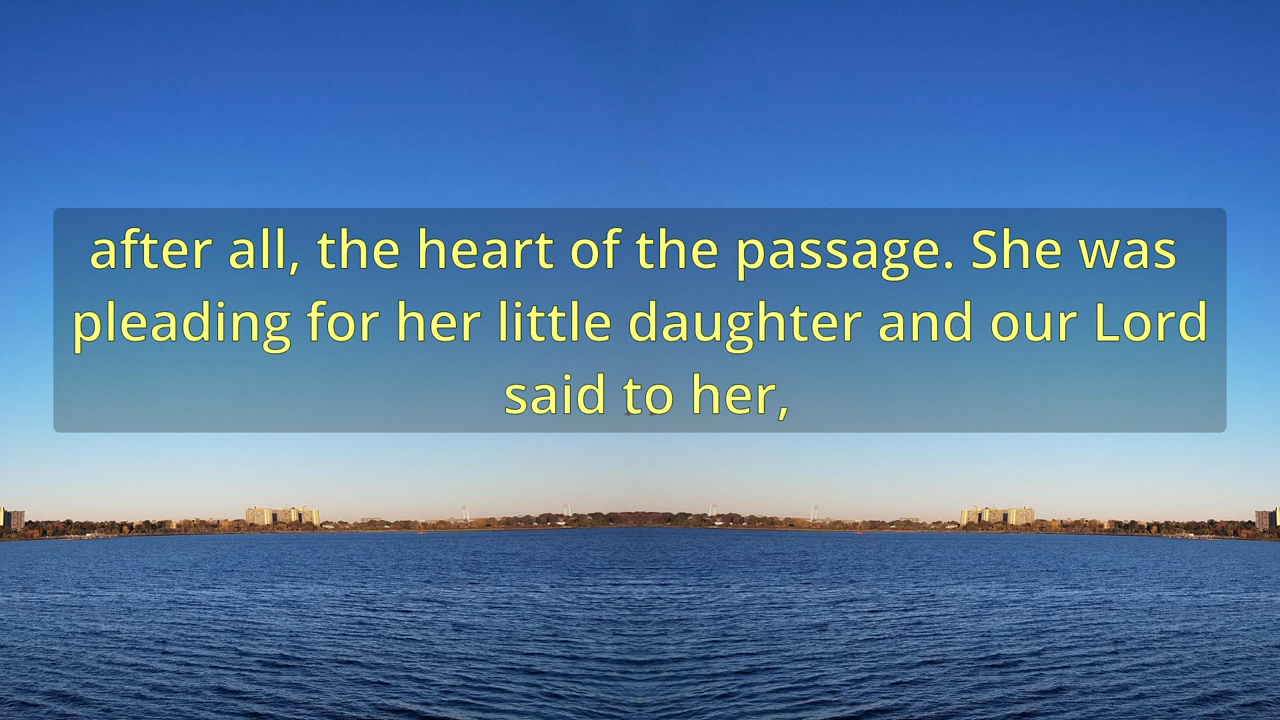 after all, the heart of the passage. She was
pleading for her little daughter and our Lord
said to her,